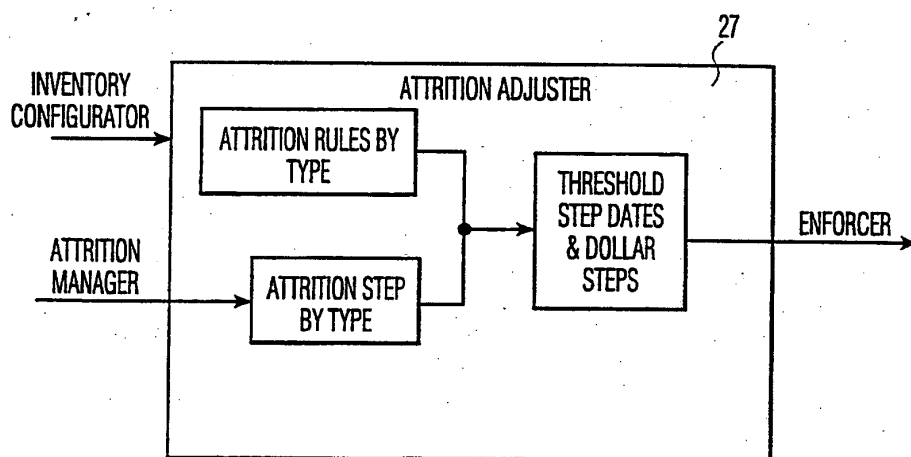 27
INVENTORY
CONFIGURATOR
ATTRITION ADJUSTER
ATTRITION RULES BY
TYPE
THRESHOLD
STEP DATES
& DOLLAR
STEPS
ENFORCER
ATTRITION
MANAGER
ATTRITION STEP
BY TYPE